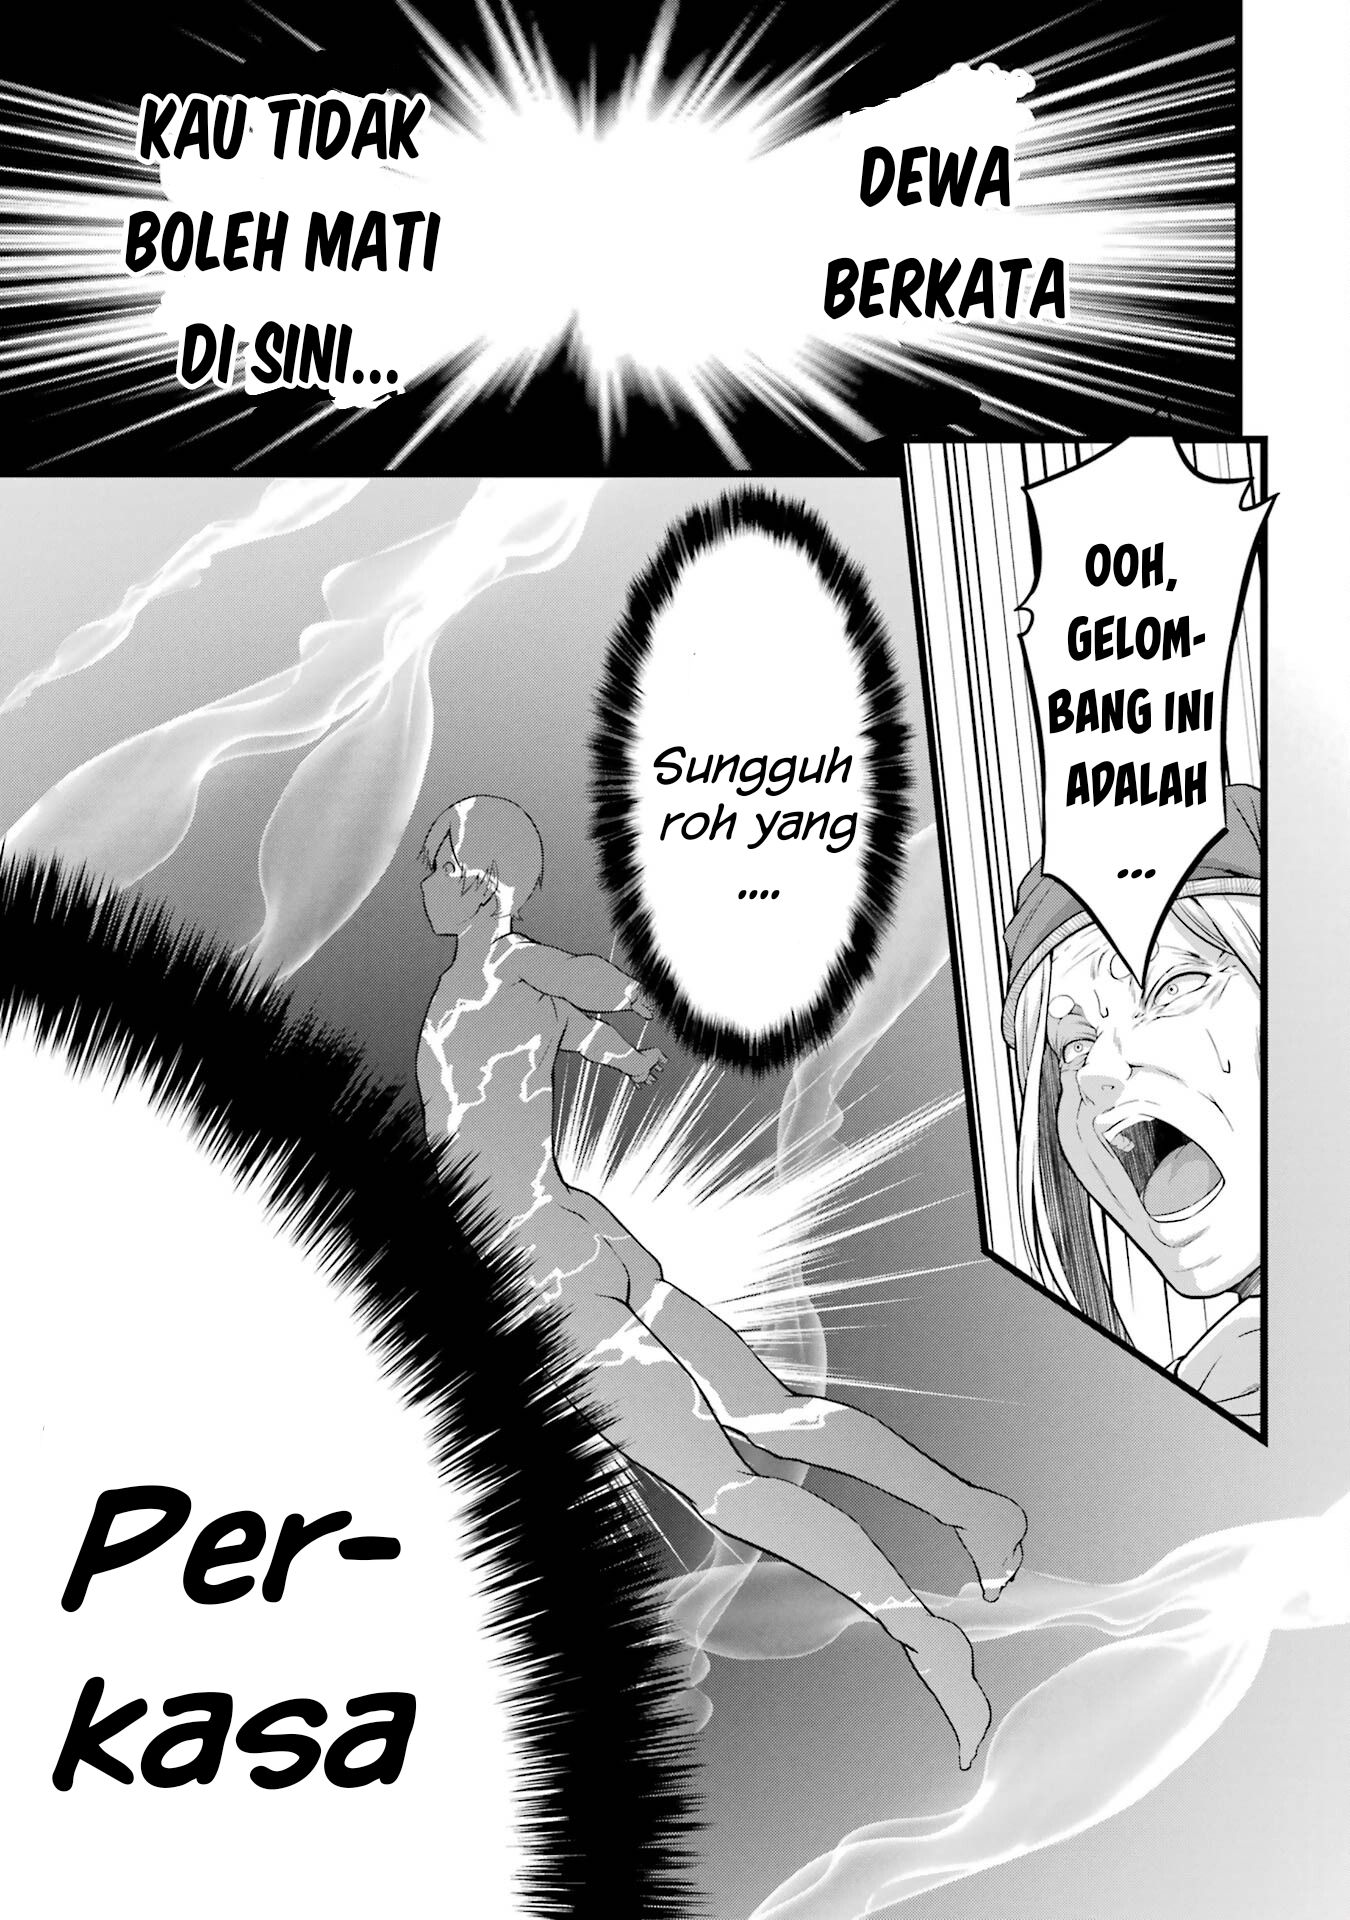 DEWA
BERKATA
KAU TIDAK
BOLEH MATI
DI SINI...
OOH,
GELOM-
BANG INI
ADALAH
...
Sungguh
roh yang
....
Per-
kasa